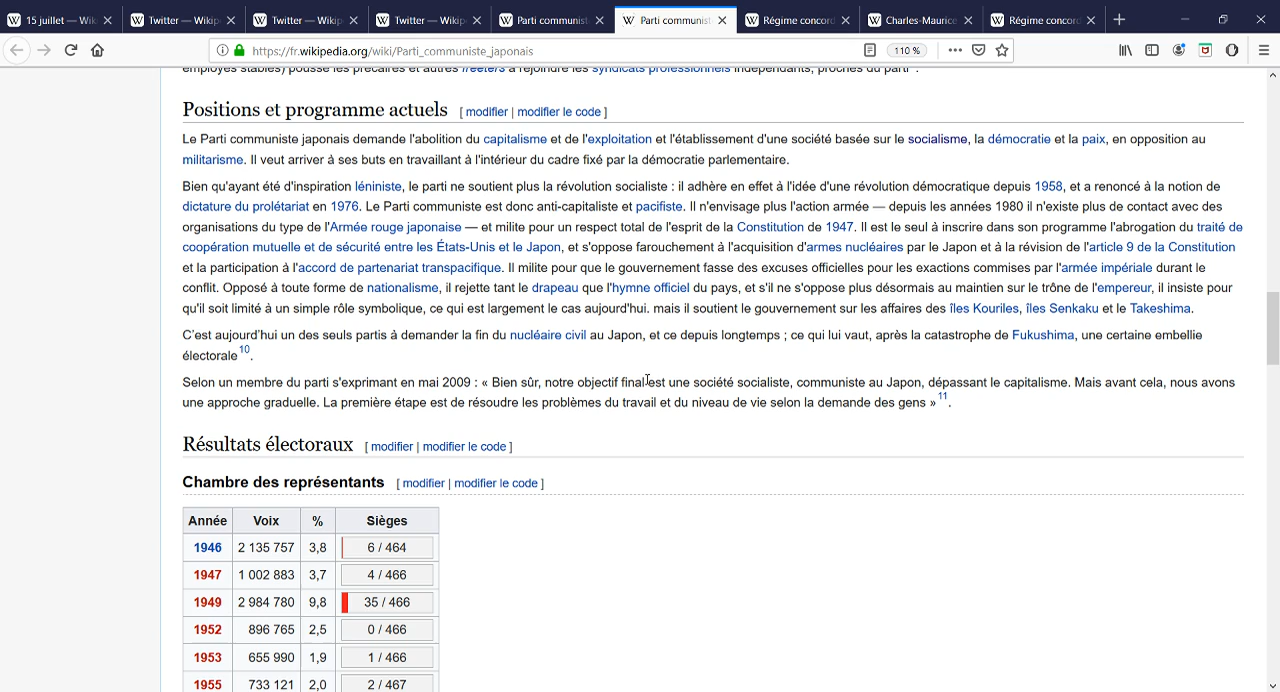 15 juillet — Wiki
Twitter — Wikip
Twitter — Wikip
Twitter — Wikip
Parti communist
Parti communist
Régime concord
Charles-Maurice
Régime concord
https://fr.wikipedia.org/wiki/Parti_communiste_japonais
110 %
employés stables) pousse les précaires et autres freeters à rejoindre les syndicats professionnels indépendants, proches du parti
Positions et programme actuels [ modifier | modifier le code ]
Le Parti communiste japonais demande l'abolition du capitalisme et de l'exploitation et l'établissement d'une société basée sur le socialisme, la démocratie et la paix, en opposition au
militarisme. Il veut arriver à ses buts en travaillant à l'intérieur du cadre fixé par la démocratie parlementaire.
Bien qu'ayant été d'inspiration léniniste, le parti ne soutient plus la révolution socialiste : il adhère en effet à l'idée d'une révolution démocratique depuis 1958, et a renoncé à la notion de
dictature du prolétariat en 1976. Le Parti communiste est donc anti-capitaliste et pacifiste. Il n'envisage plus l'action armée — depuis les années 1980 il n'existe plus de contact avec des
organisations du type de l'Armée rouge japonaise — et milite pour un respect total de l'esprit de la Constitution de 1947. Il est le seul à inscrire dans son programme l'abrogation du traité de
coopération mutuelle et de sécurité entre les États-Unis et le Japon, et s'oppose farouchement à l'acquisition d'armes nucléaires par le Japon et à la révision de l'article 9 de la Constitution
et la participation à l'accord de partenariat transpacifique. Il milite pour que le gouvernement fasse des excuses officielles pour les exactions commises par l'armée impériale durant le
conflit. Opposé à toute forme de nationalisme, il rejette tant le drapeau que l'hymne officiel du pays, et s'il ne s'oppose plus désormais au maintien sur le trône de l'empereur, il insiste pour
qu'il soit limité à un simple rôle symbolique, ce qui est largement le cas aujourd'hui. mais il soutient le gouvernement sur les affaires des îles Kouriles, îles Senkaku et le Takeshima.
C'est aujourd'hui un des seuls partis à demander la fin du nucléaire civil au Japon, et ce depuis longtemps ; ce qui lui vaut, après la catastrophe de Fukushima, une certaine embellie
électorale 10.
Selon un membre du parti s'exprimant en mai 2009 : « Bien sûr, notre objectif final est une société socialiste, communiste au Japon, dépassant le capitalisme. Mais avant cela, nous avons
une approche graduelle. La première étape est de résoudre les problèmes du travail et du niveau de vie selon la demande des gens » 11.
Résultats électoraux [ modifier | modifier le code ]
Chambre des représentants [ modifier | modifier le code ]
Année Voix % Sièges
1946 2 135 757 3,8 6 / 464
1947 1 002 883 3,7 4 / 466
1949 2 984 780 9,8 35 / 466
1952 896 765 2,5 0 / 466
1953 655 990 1,9 1 / 466
1955 733 121 2,0 2 / 467